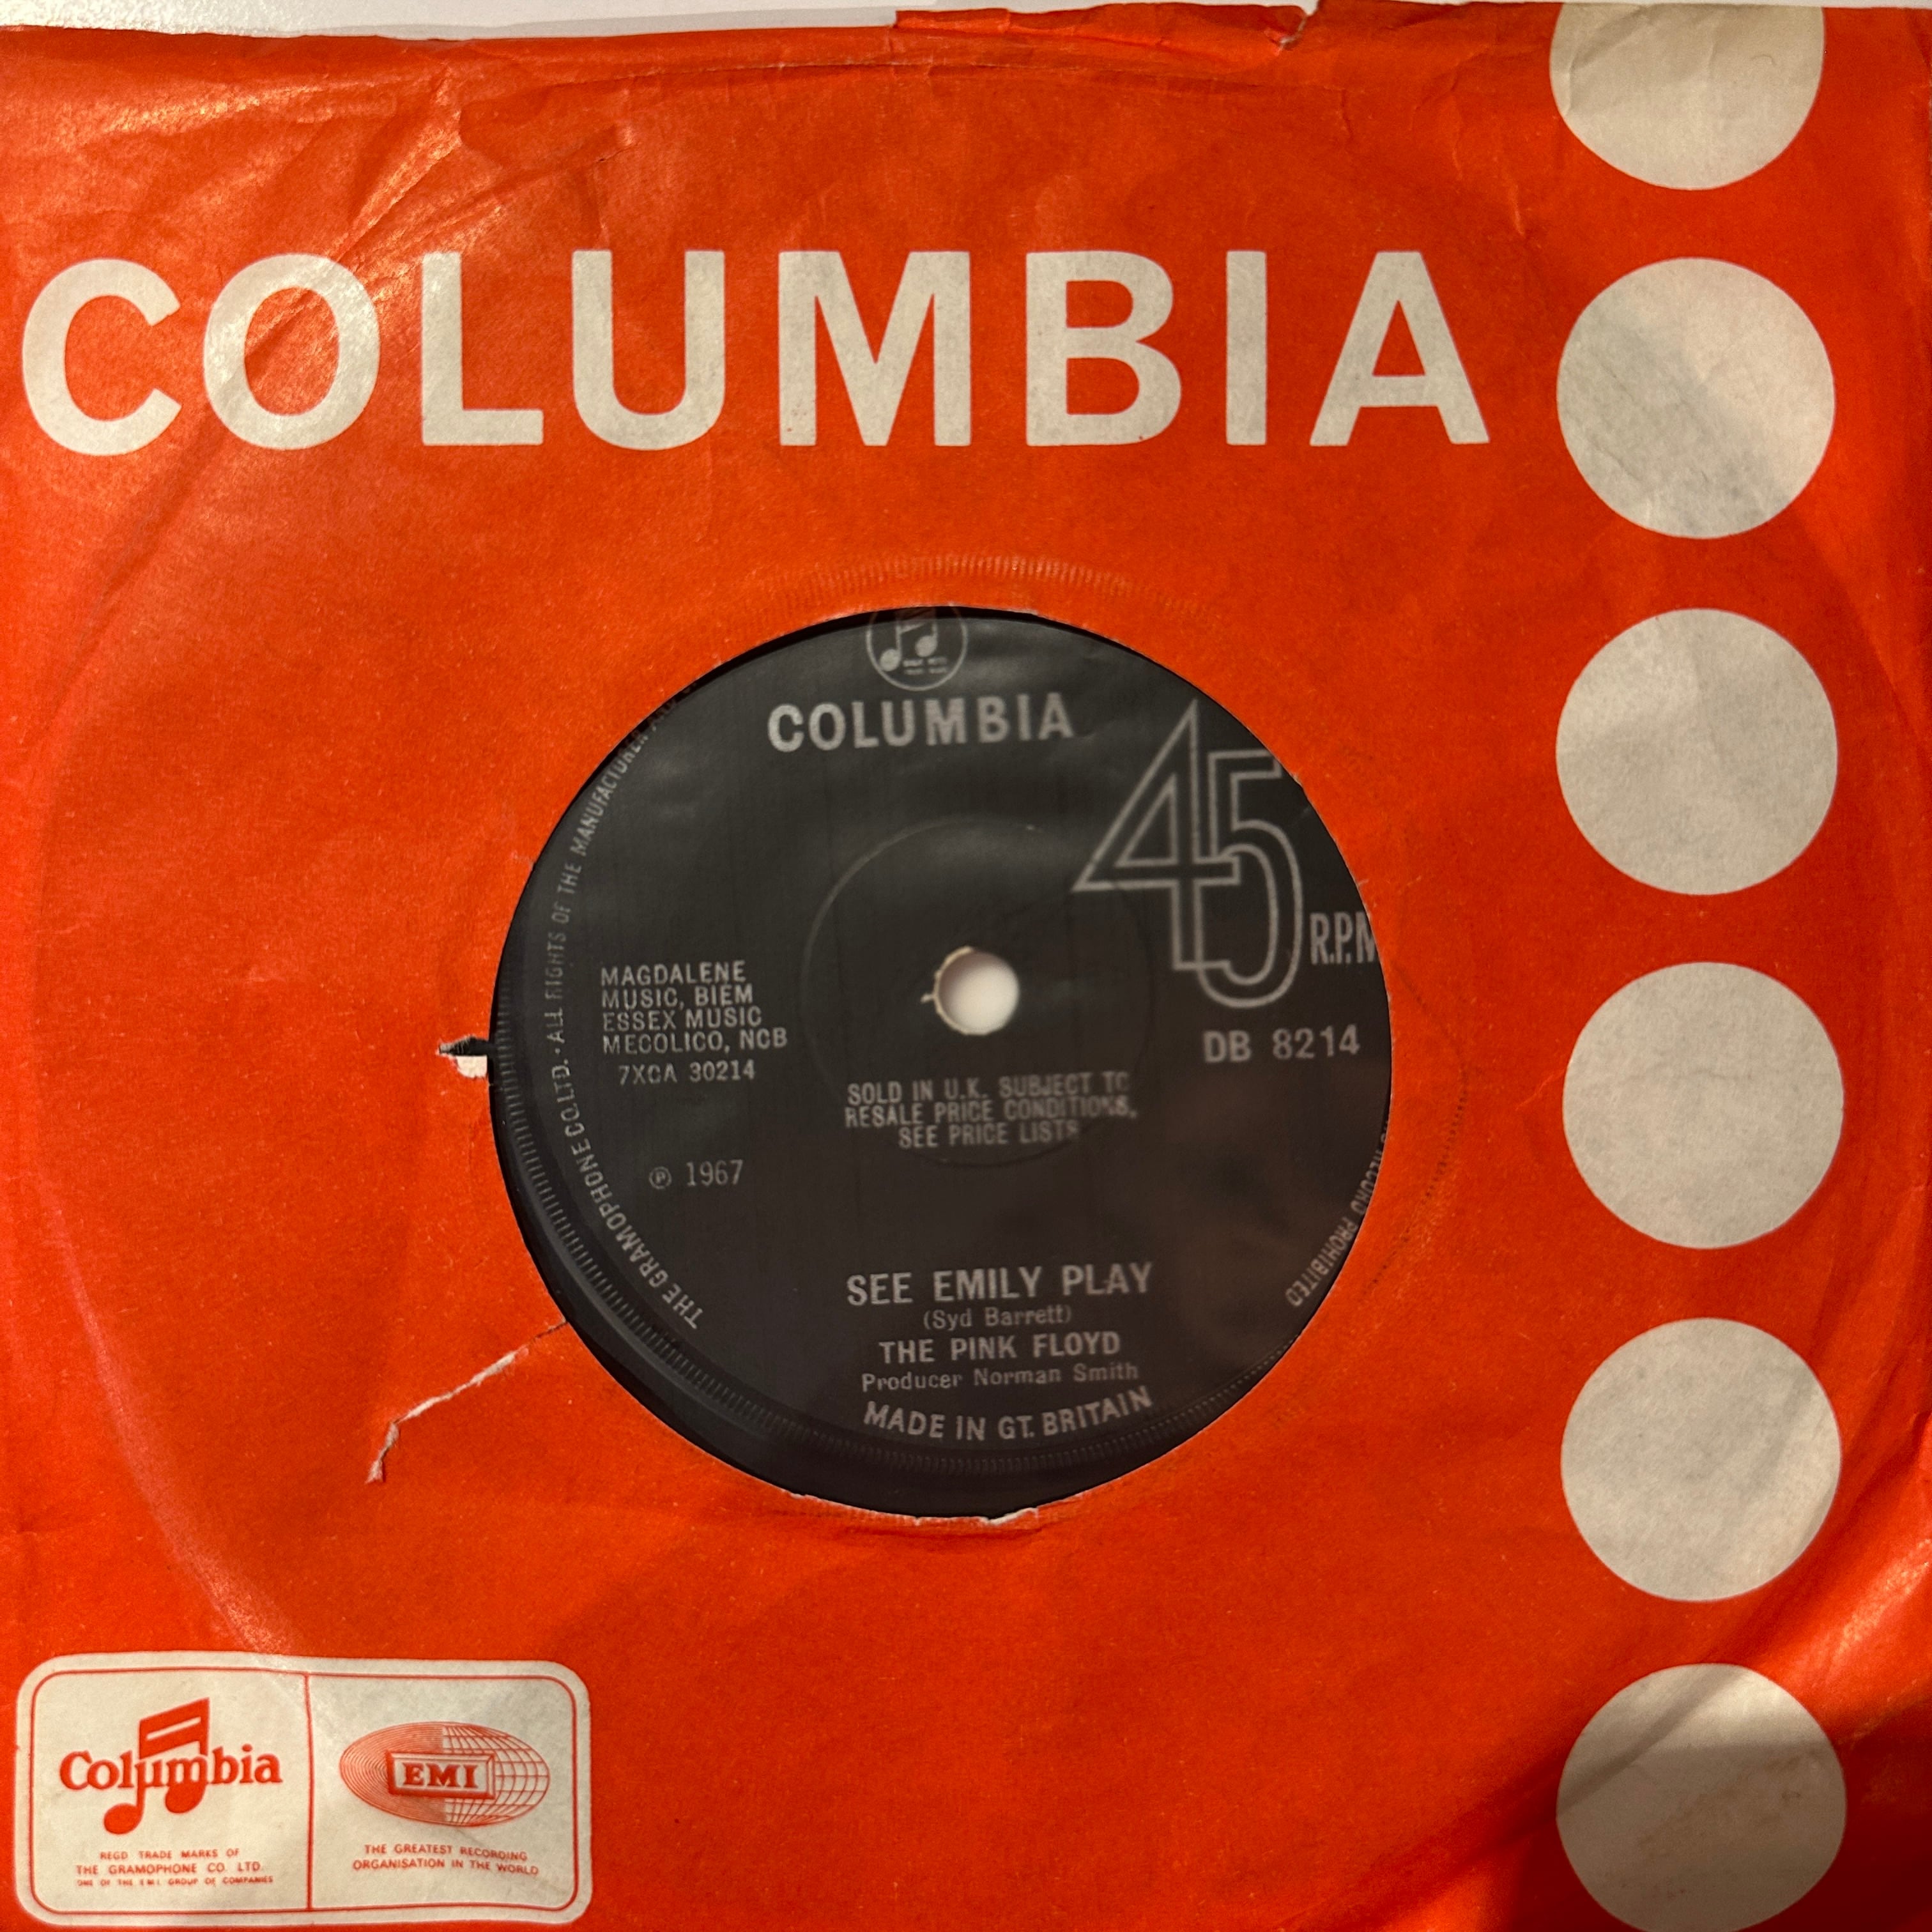 COLUMBIA
COLUMBIA
45
R.P.M
DB 8214
MAGDALENE
MUSIC, BIEM
ESSEX MUSIC
MECOLICO, NCB
7XCA 30214
SOLD IN U.K. SUBJECT TO
RESALE PRICE CONDITIONS,
SEE PRICE LISTS
℗ 1967
SEE EMILY PLAY
(Syd Barrett)
THE PINK FLOYD
Producer Norman Smith
MADE IN GT. BRITAIN
THE GRAMOPHONE CO. LTD. · ALL RIGHTS OF THE MANUFACTURER AND
RECORD PROHIBITED
Columbia
REGD TRADE MARKS OF
THE GRAMOPHONE CO. LTD.
ONE OF THE E.M.I. GROUP OF COMPANIES
EMI
THE GREATEST RECORDING
ORGANISATION IN THE WORLD